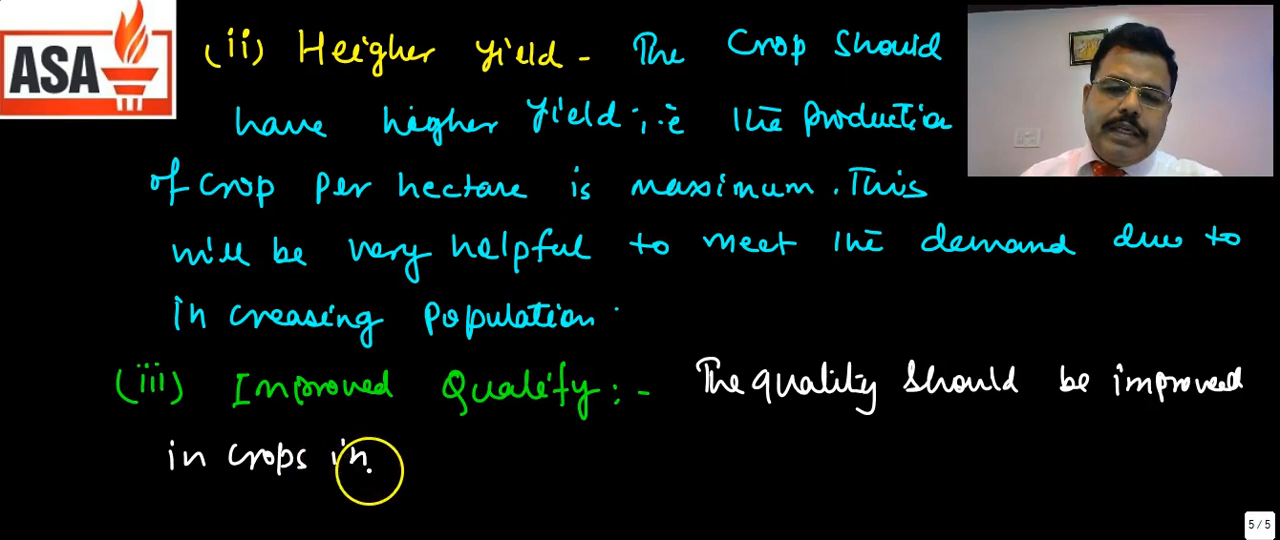 ASA
(ii) Heigher yield - The Crop Should
have higher yield i.e the production
of crop per hectare is maximum. This
will be very helpful to meet the demand due to
in creasing population.
(iii) Improved Quality :- The quality should be improved
in crops in
5/5